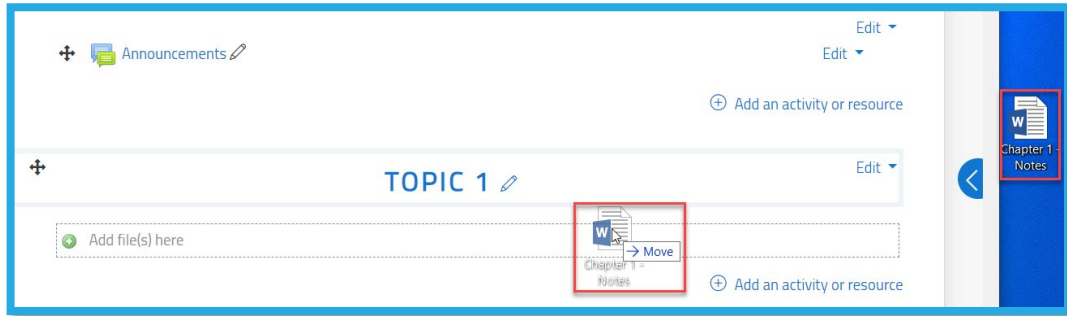 Edit
Announcements
Edit
Add an activity or resource
W
Chapter 1 -
Notes
TOPIC 1
Edit
Add file(s) here
W
Move
Chapter 1 -
Notes
Add an activity or resource